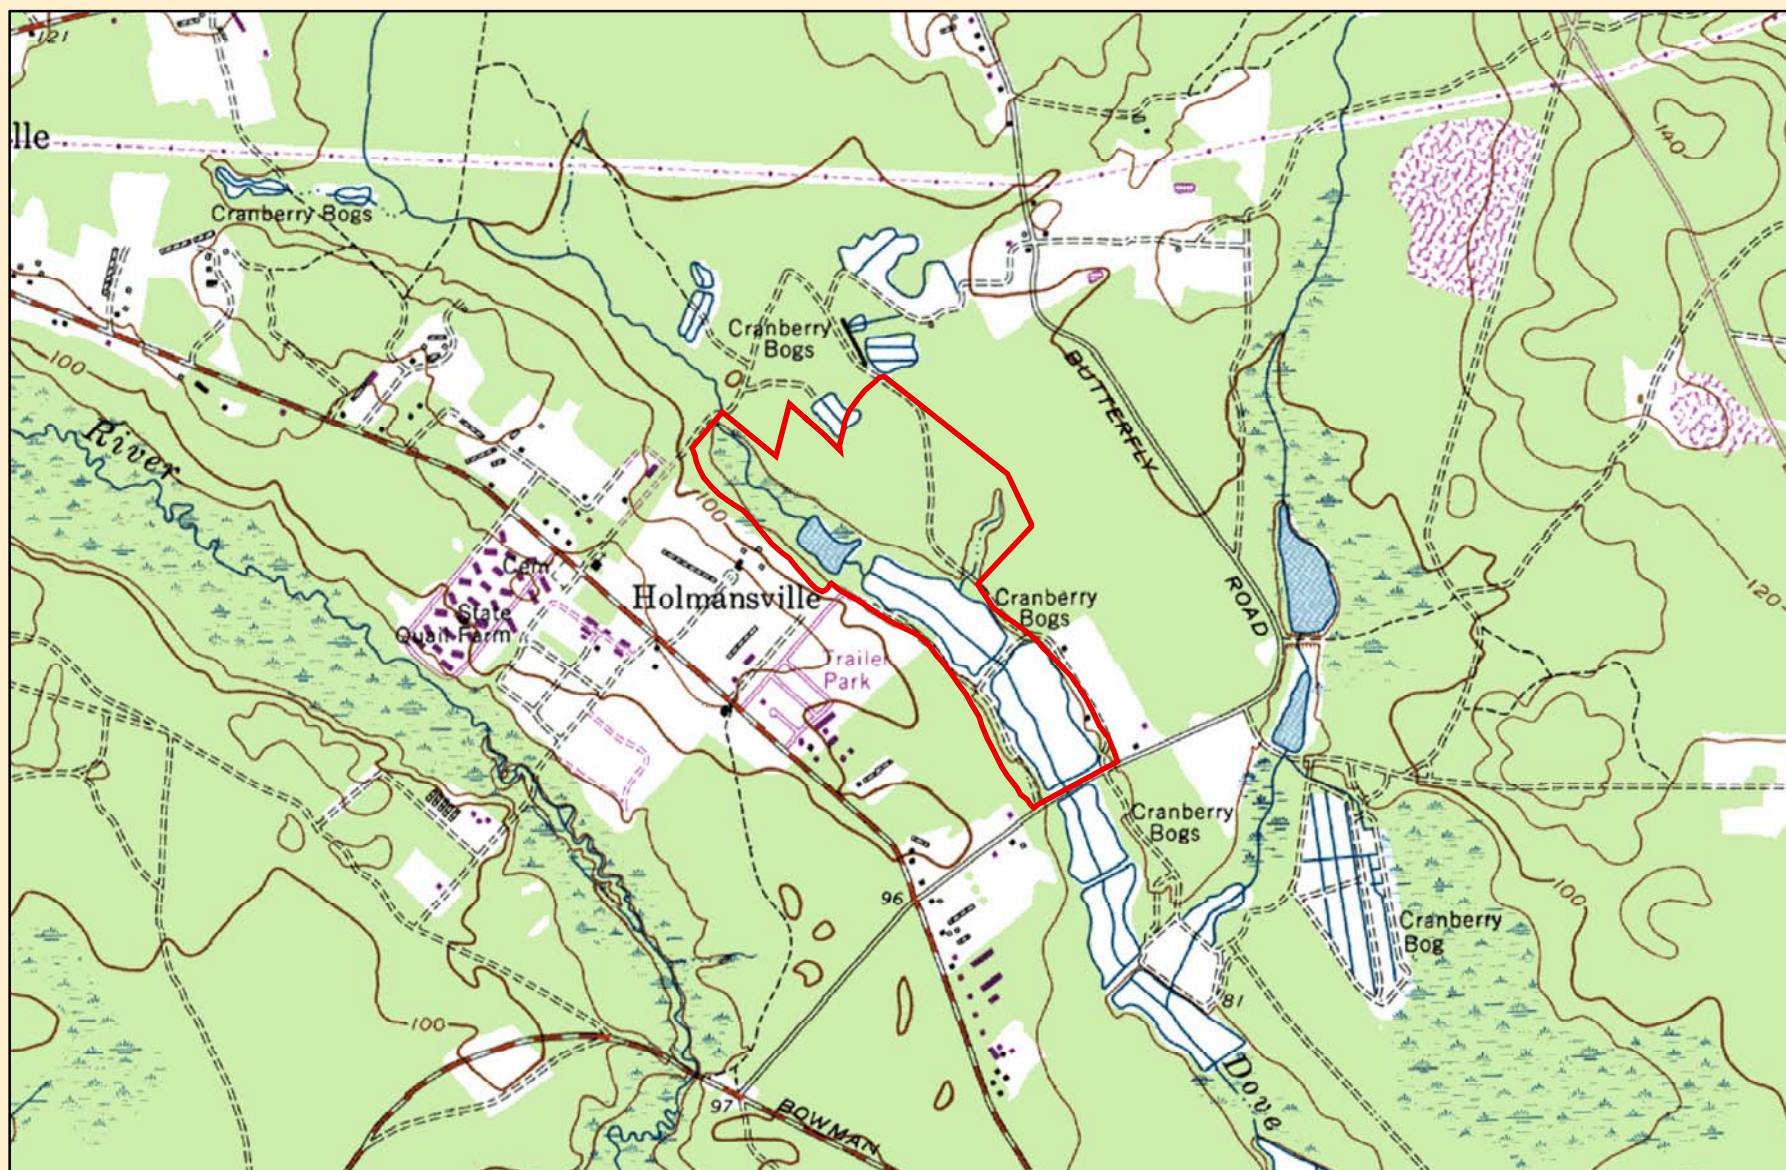 121
lle
Cranberry Bogs
140
Cranberry
Bogs
100
BUTTERFLY
ROAD
River
100
Cem
State
Quail Farm
Holmansville
Cranberry
Bogs
120
Trailer
Park
Cranberry
Bogs
96
100
Cranberry
Bog
81
100
Dove
97
BOWMAN